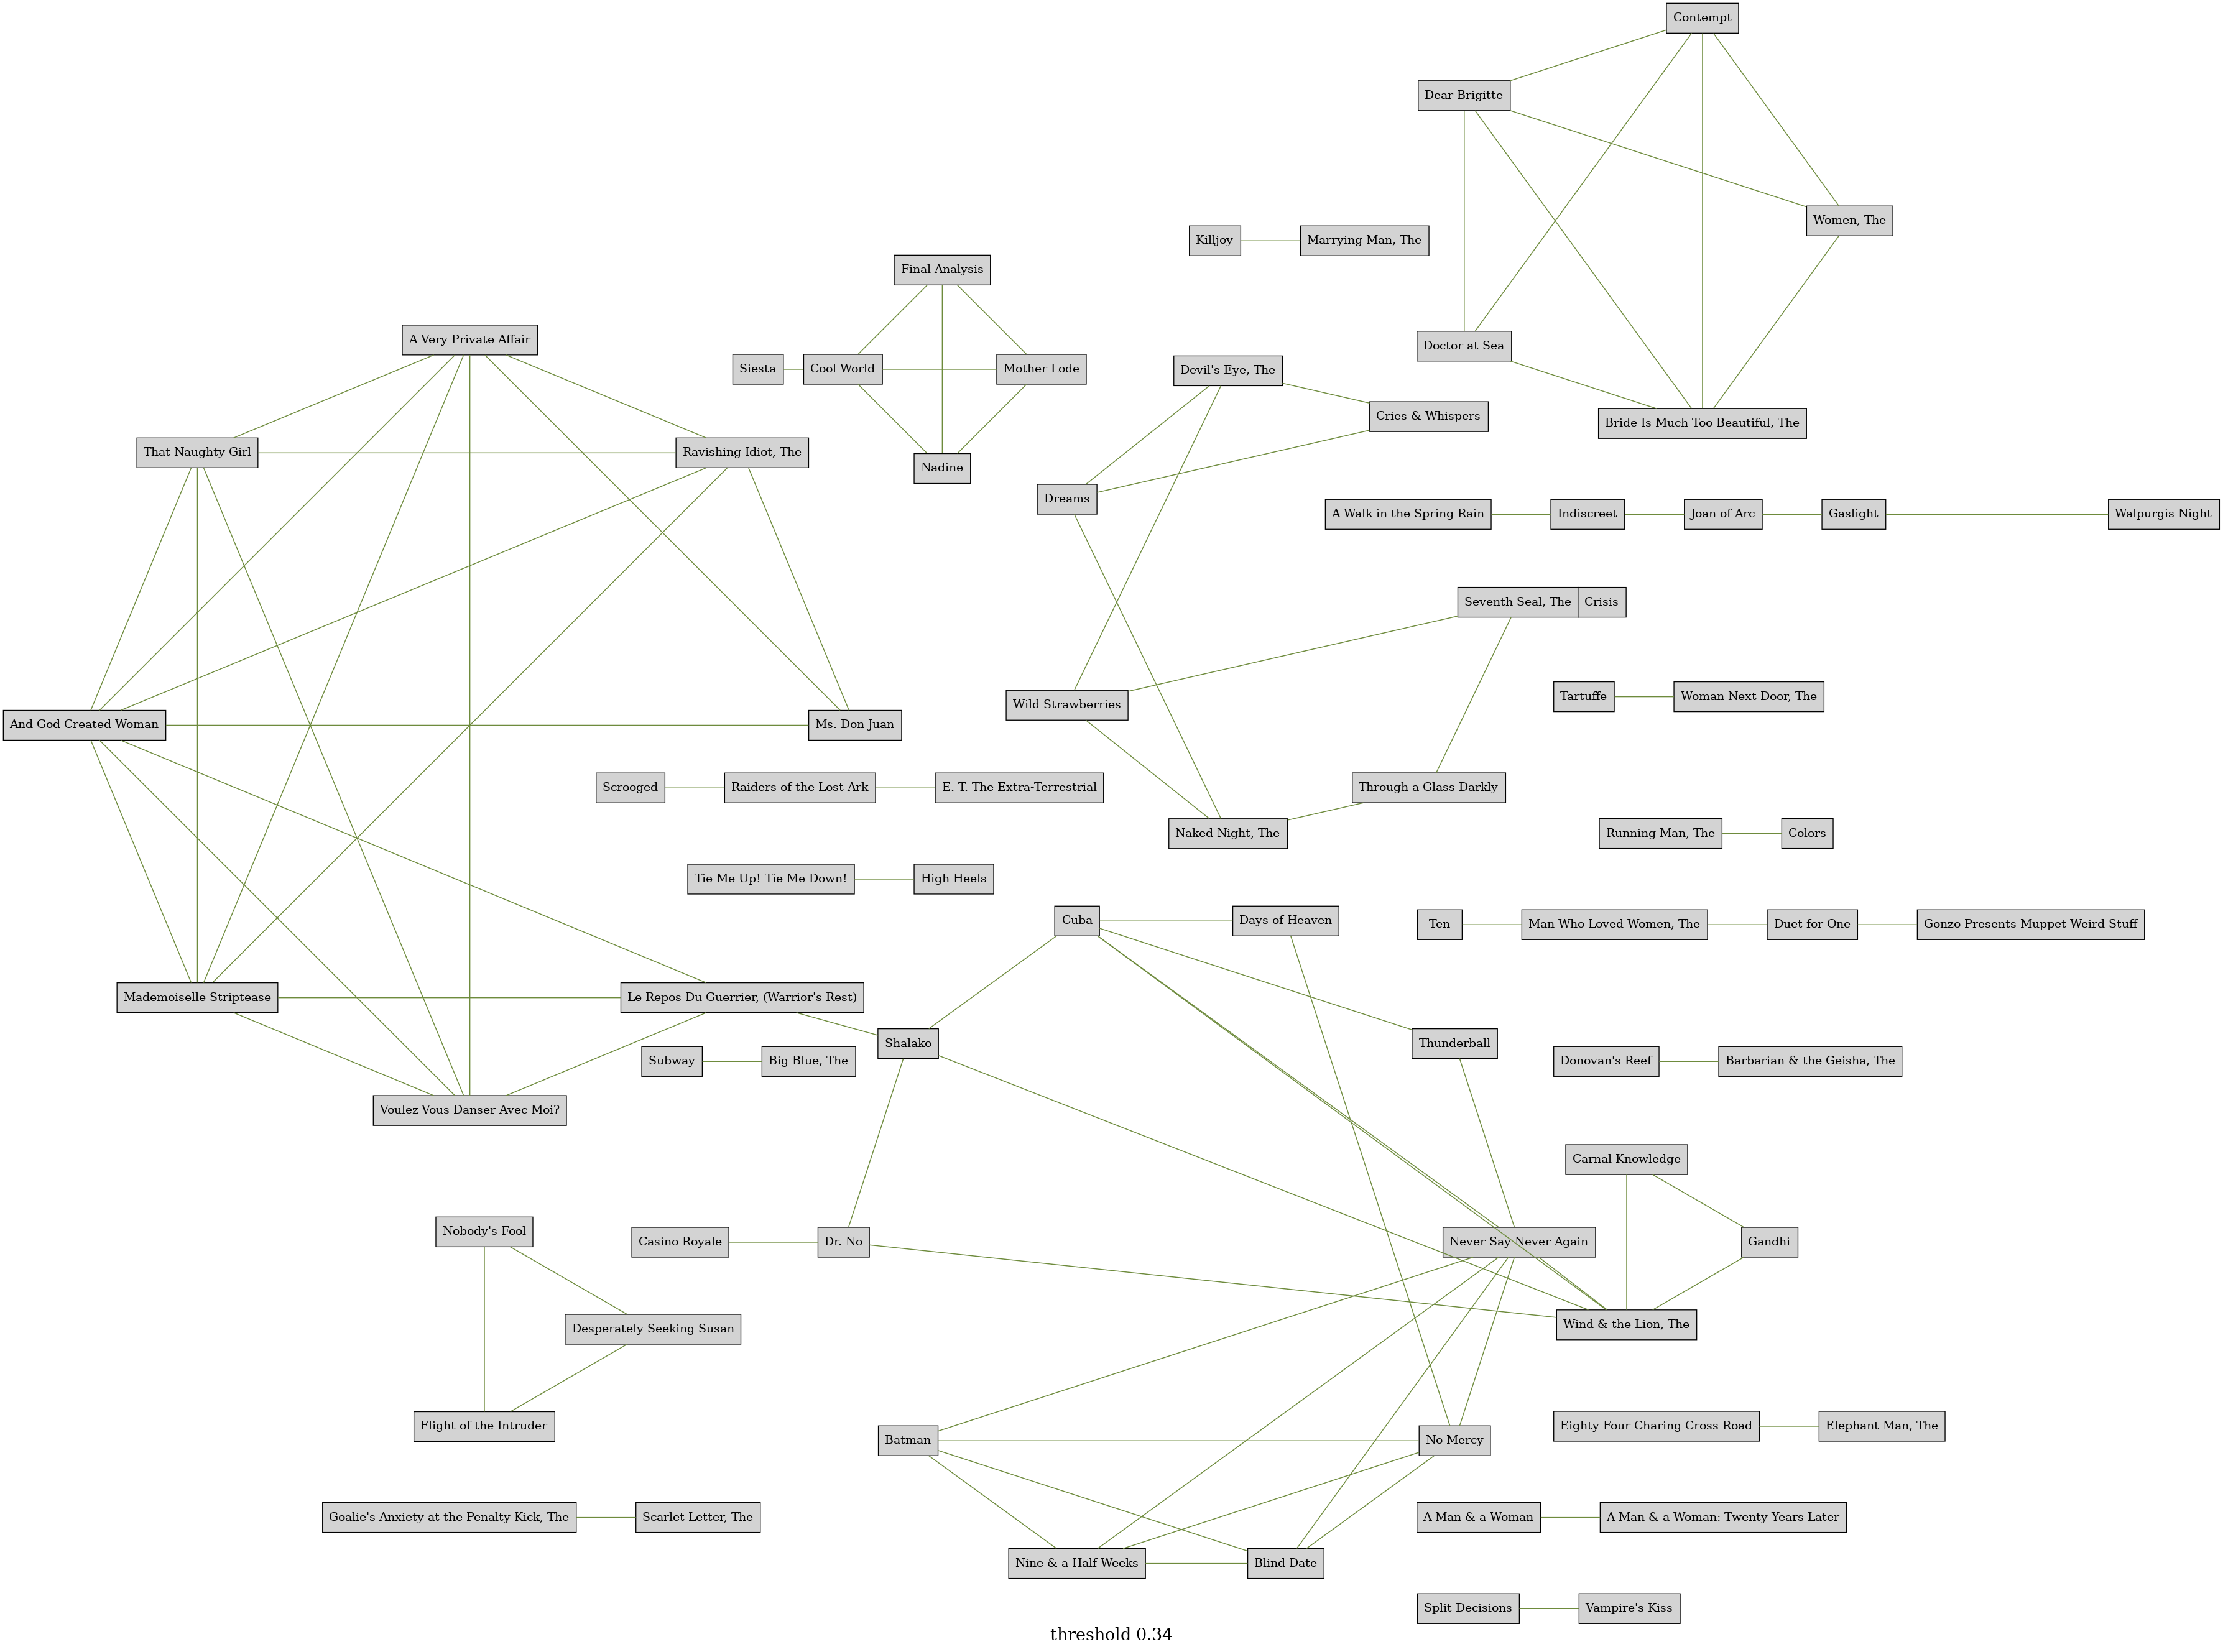 Contempt
Dear Brigitte
Women, The
Killjoy
Marrying Man, The
Final Analysis
A Very Private Affair
Doctor at Sea
Siesta
Cool World
Mother Lode
Devil's Eye, The
Cries & Whispers
Bride Is Much Too Beautiful, The
That Naughty Girl
Ravishing Idiot, The
Nadine
Dreams
A Walk in the Spring Rain
Indiscreet
Joan of Arc
Gaslight
Walpurgis Night
Seventh Seal, The
Crisis
Tartuffe
Woman Next Door, The
Wild Strawberries
And God Created Woman
Ms. Don Juan
Scrooged
Raiders of the Lost Ark
E. T. The Extra-Terrestrial
Through a Glass Darkly
Naked Night, The
Running Man, The
Colors
Tie Me Up! Tie Me Down!
High Heels
Cuba
Days of Heaven
Ten
Man Who Loved Women, The
Duet for One
Gonzo Presents Muppet Weird Stuff
Mademoiselle Striptease
Le Repos Du Guerrier, (Warrior's Rest)
Shalako
Thunderball
Subway
Big Blue, The
Donovan's Reef
Barbarian & the Geisha, The
Voulez-Vous Danser Avec Moi?
Carnal Knowledge
Nobody's Fool
Casino Royale
Dr. No
Never Say Never Again
Gandhi
Desperately Seeking Susan
Wind & the Lion, The
Flight of the Intruder
Batman
No Mercy
Eighty-Four Charing Cross Road
Elephant Man, The
Goalie's Anxiety at the Penalty Kick, The
Scarlet Letter, The
A Man & a Woman
A Man & a Woman: Twenty Years Later
Nine & a Half Weeks
Blind Date
Split Decisions
Vampire's Kiss
threshold 0.34